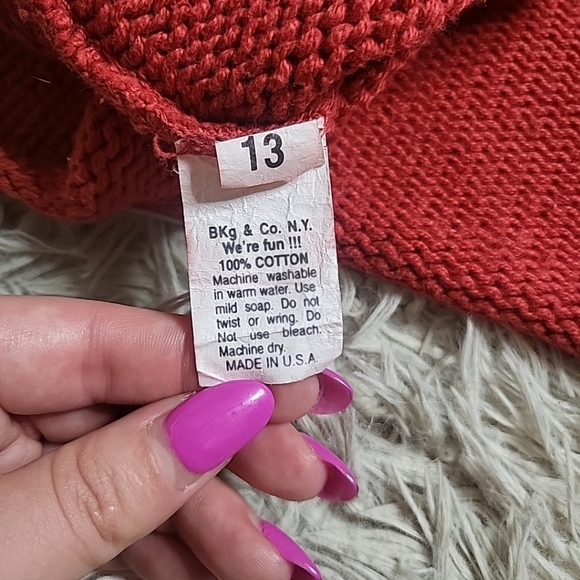 13
BKg & Co. N.Y.
We're fun !!!
100% COTTON
Machine washable
in warm water. Use
mild soap. Do not
twist or wring. Do
Not use bleach.
Machine dry.
MADE IN U.S.A.